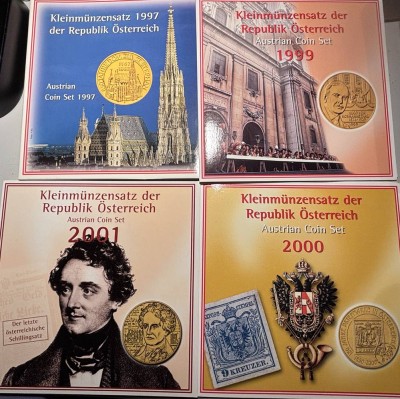 Kleinmünzensatz 1997
der Republik Österreich
Austrian
Coin Set 1997
Kleinmünzensatz der
Republik Österreich
Austrian Coin Set
1999
Kleinmünzensatz der
Republik Österreich
Austrian Coin Set
2001
Der letzte
österreichische
Schillingsatz
Kleinmünzensatz der
Republik Österreich
Austrian Coin Set
2000
9 KREUZER.